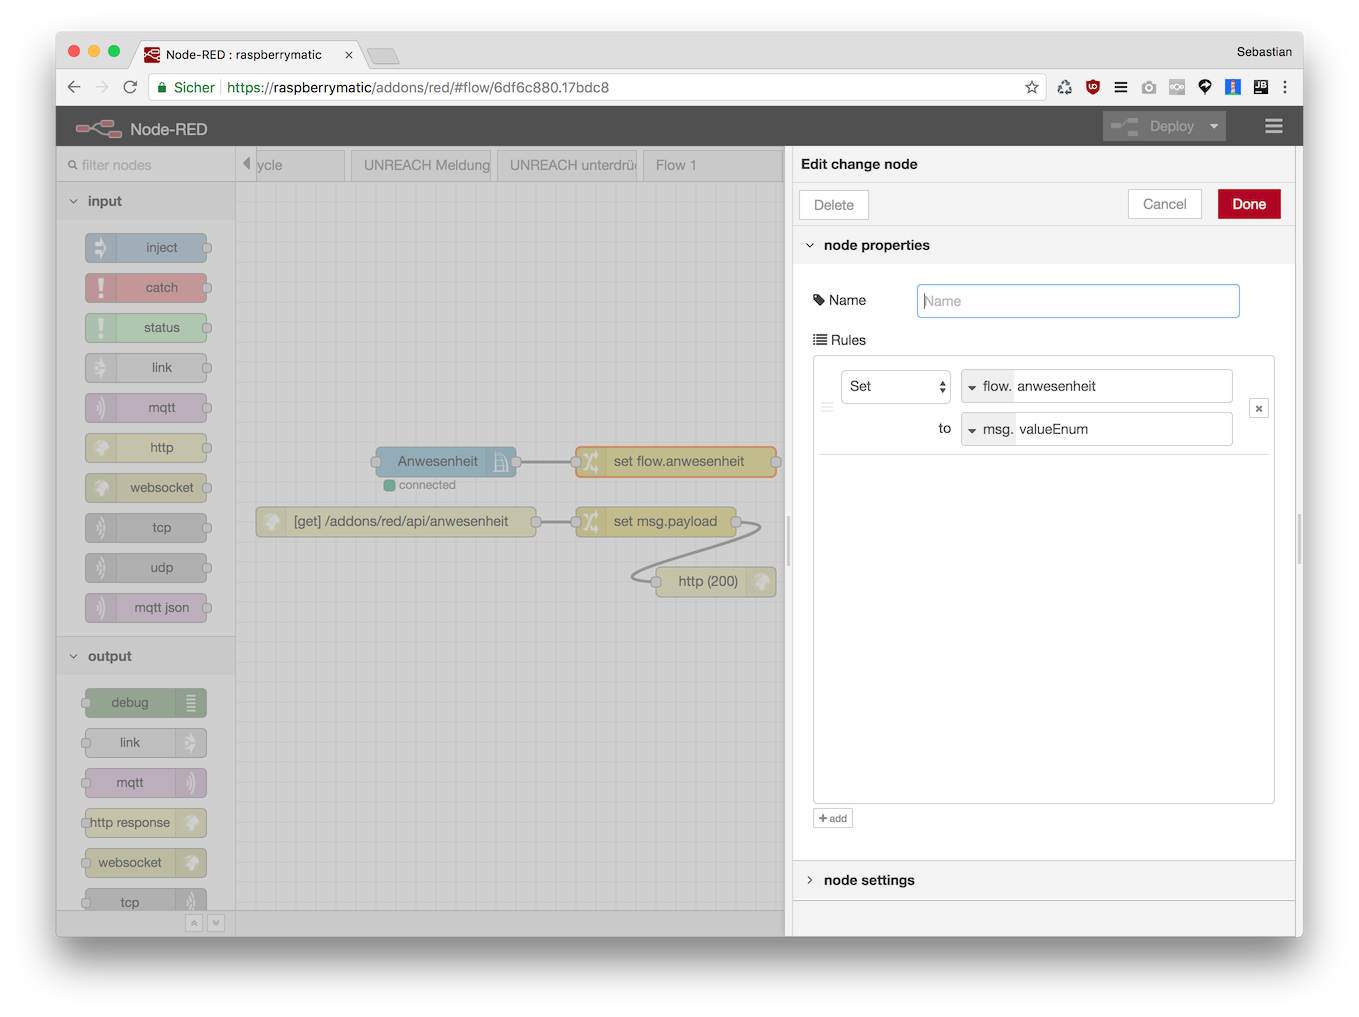 Node-RED : raspberrymatic
Sebastian
Sicher https://raspberrymatic/addons/red/#flow/6df6c880.17bdc8
Node-RED
Deploy
filter nodes
ycle
UNREACH Meldung
UNREACH unterdrü
Flow 1
input
inject
catch
status
link
mqtt
http
websocket
tcp
udp
mqtt json
output
debug
link
mqtt
http response
websocket
tcp
Anwesenheit
connected
set flow.anwesenheit
[get] /addons/red/api/anwesenheit
set msg.payload
http (200)
Edit change node
Delete
Cancel
Done
node properties
Name
Name
Rules
Set
flow. anwesenheit
to
msg. valueEnum
add
node settings